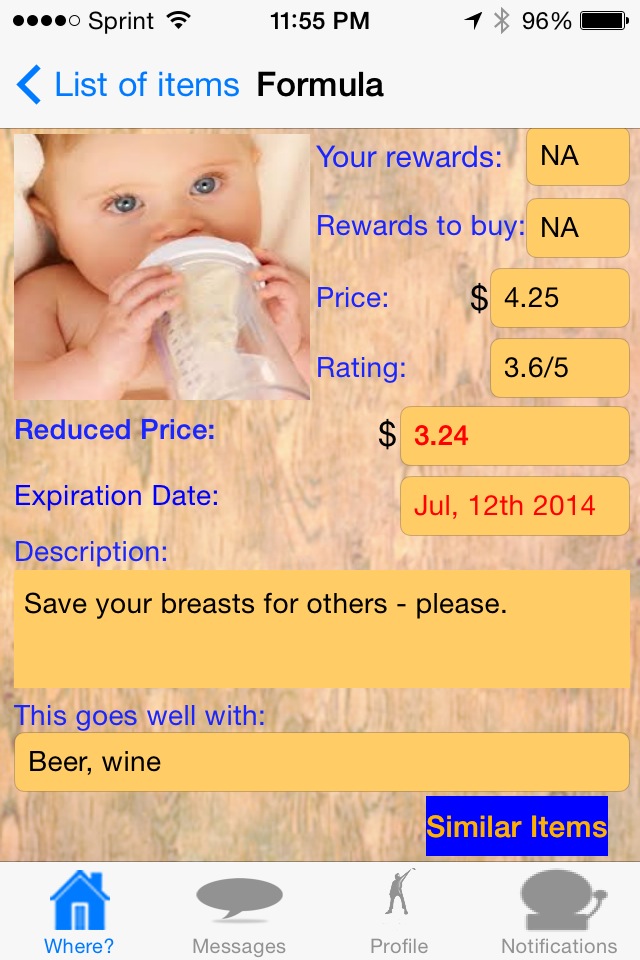 Sprint 11:55 PM 96%
List of items Formula
Your rewards: NA
Rewards to buy: NA
Price: $ 4.25
Rating: 3.6/5
Reduced Price: $ 3.24
Expiration Date: Jul, 12th 2014
Description:
Save your breasts for others - please.
This goes well with:
Beer, wine
Similar Items
Where? Messages Profile Notifications